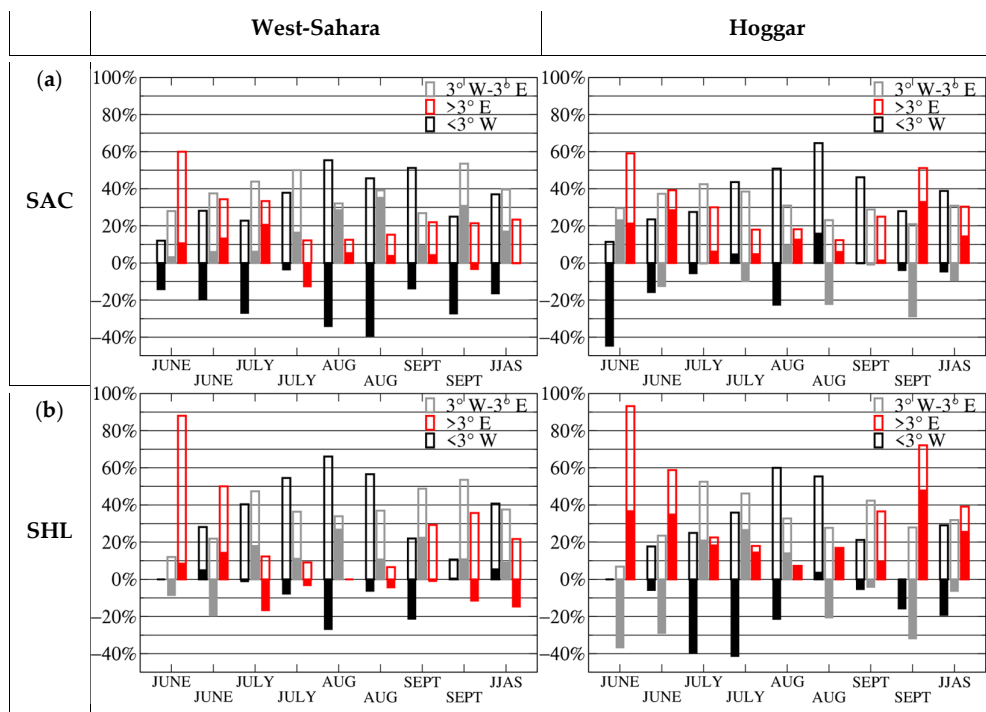 West-Sahara Hoggar
(a)
SAC
100%
80%
60%
40%
20%
0%
−20%
−40%
3° W-3° E
>3° E
<3° W
JUNE JUNE JULY JULY AUG AUG SEPT SEPT JJAS
100%
80%
60%
40%
20%
0%
−20%
−40%
3° W-3° E
>3° E
<3° W
JUNE JUNE JULY JULY AUG AUG SEPT SEPT JJAS
(b)
SHL
100%
80%
60%
40%
20%
0%
−20%
−40%
3° W-3° E
>3° E
<3° W
JUNE JUNE JULY JULY AUG AUG SEPT SEPT JJAS
100%
80%
60%
40%
20%
0%
−20%
−40%
3° W-3° E
>3° E
<3° W
JUNE JUNE JULY JULY AUG AUG SEPT SEPT JJAS